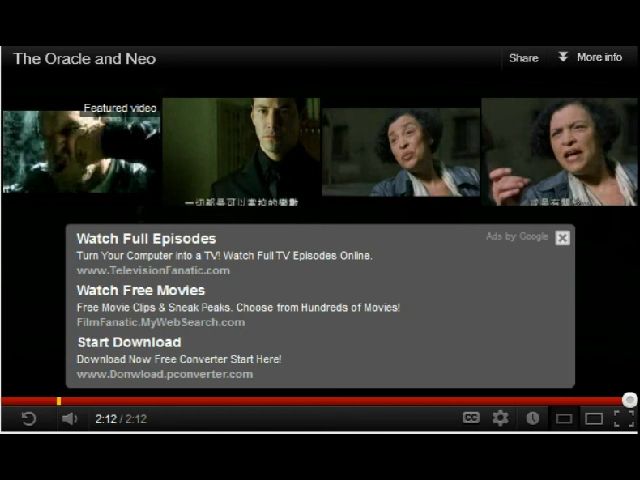 The Oracle and Neo
Share
More info
Featured video
Watch Full Episodes
Ads by Google
Turn Your Computer into a TV! Watch Full TV Episodes Online.
www.TelevisionFanatic.com
Watch Free Movies
Free Movie Clips & Sneak Peaks. Choose from Hundreds of Movies!
FilmFanatic.MyWebSearch.com
Start Download
Download Now Free Converter Start Here!
www.Donwload.pconverter.com
CC
2:12 / 2:12